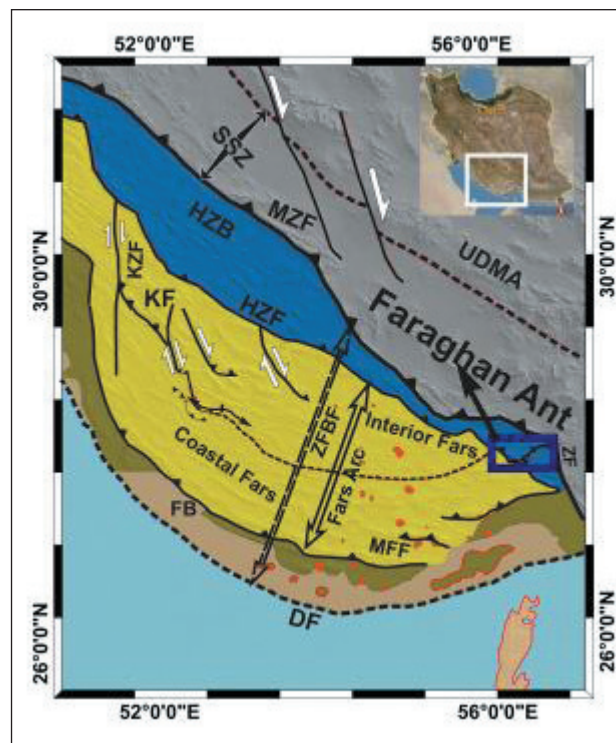 52°0'0"E
56°0'0"E
SSZ
MZF
HZB
UDMA
30°0'0"N
30°0'0"N
KZF
KF
HZF
Faraghan Ant
ZFBF
Interior Fars
ZF
Coastal Fars
Fars Arc
FB
MFF
DF
26°0'0"N
26°0'0"N
52°0'0"E
56°0'0"E